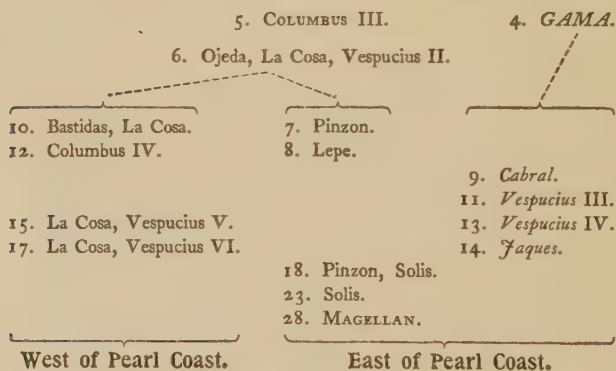 5. COLUMBUS III. 4. GAMA.
6. Ojeda, La Cosa, Vespucius II.
10. Bastidas, La Cosa. 7. Pinzon.
12. Columbus IV. 8. Lepe.
9. Cabral.
11. Vespucius III.
15. La Cosa, Vespucius V. 13. Vespucius IV.
17. La Cosa, Vespucius VI. 14. Jaques.
18. Pinzon, Solis.
23. Solis.
28. MAGELLAN.
West of Pearl Coast. East of Pearl Coast.